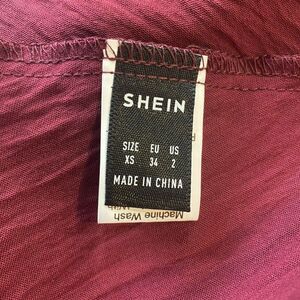 SHEIN
SIZE EU US
XS 34 2
MADE IN CHINA
Machine Wash